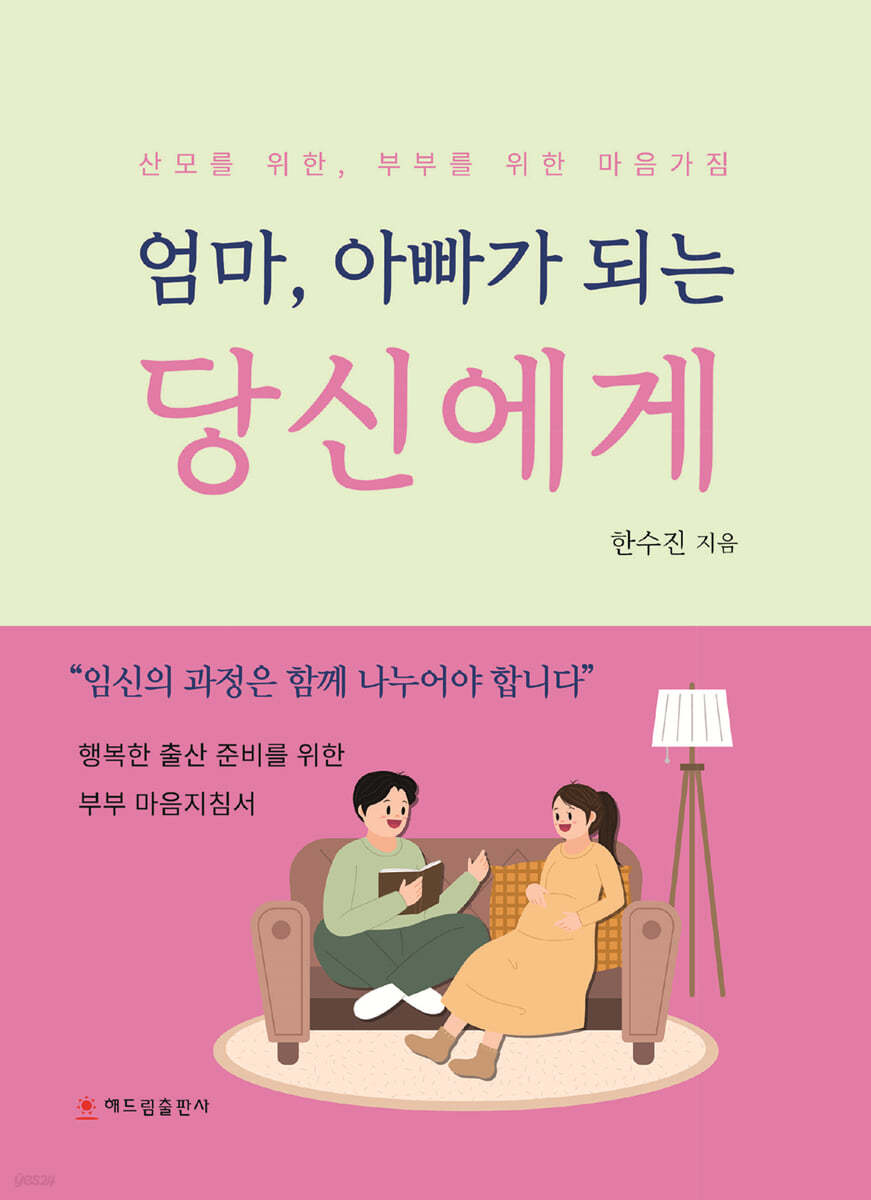 산모를 위한, 부부를 위한 마음가짐
엄마, 아빠가 되는
당신에게
한수진 지음
“임신의 과정은 함께 나누어야 합니다”
행복한 출산 준비를 위한
부부 마음지침서
해드림출판사
yes24